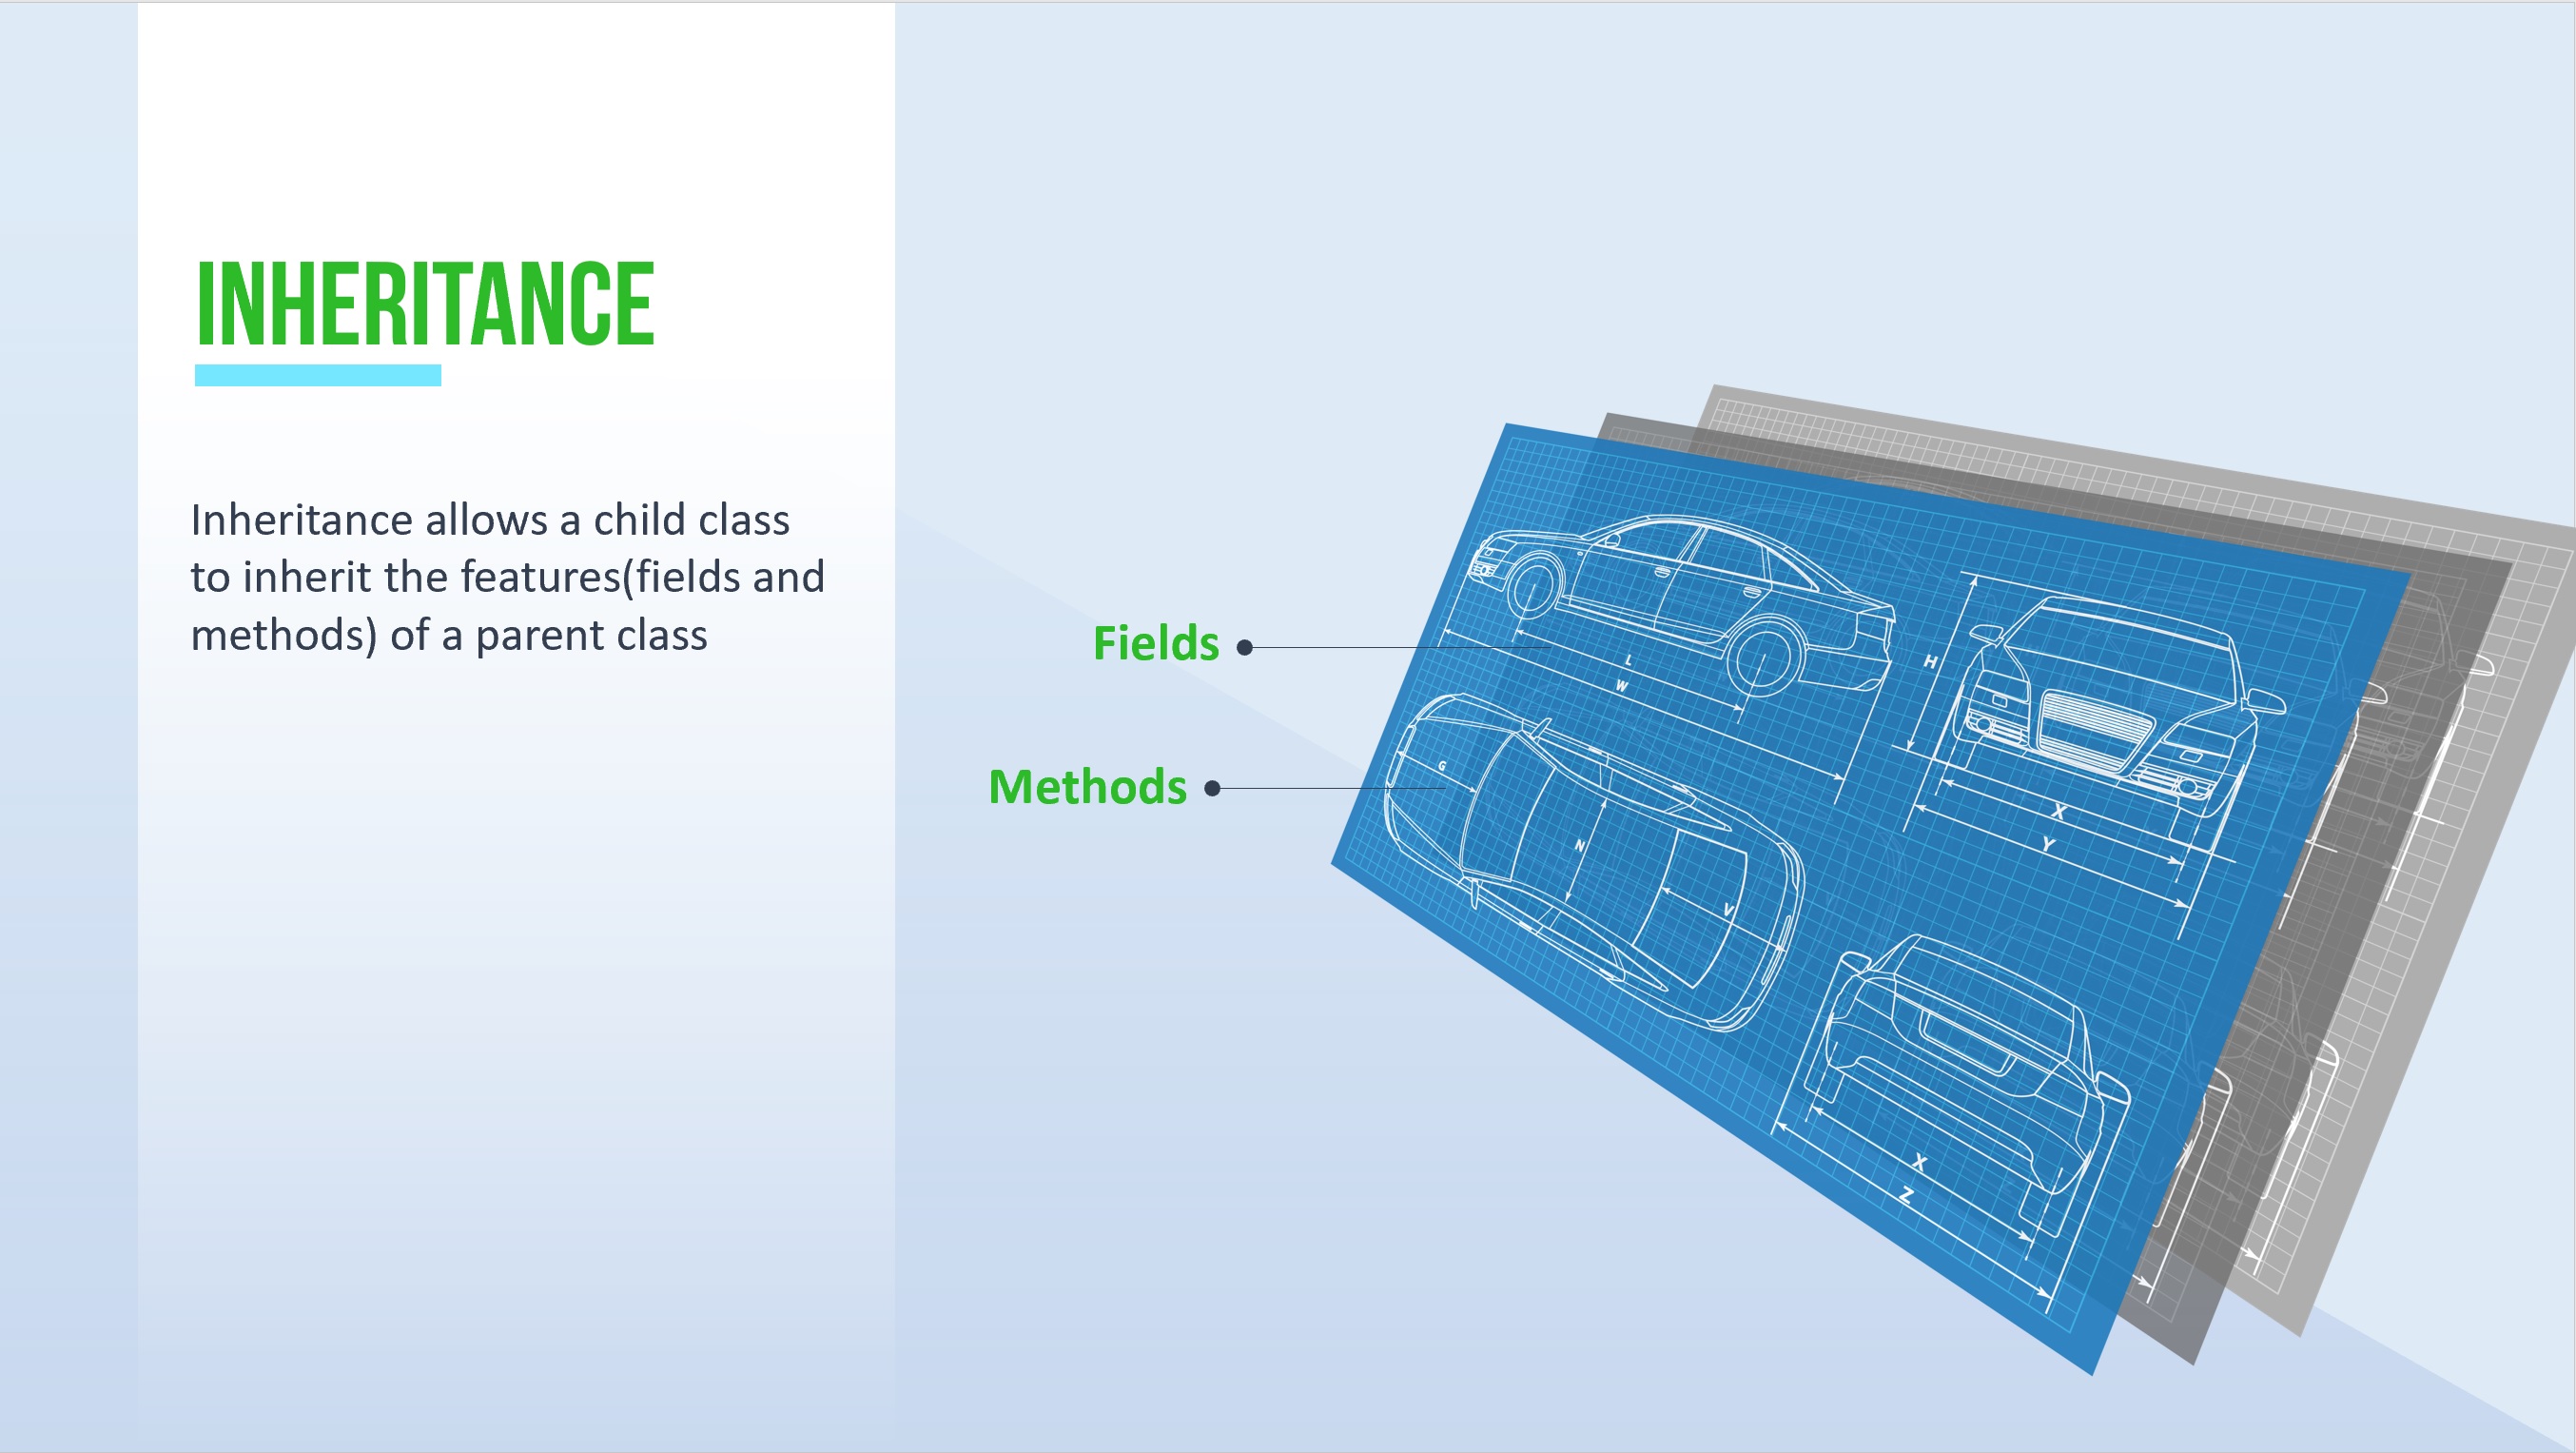 INHERITANCE
Inheritance allows a child class
to inherit the features(fields and
methods) of a parent class
Fields
Methods
L
W
H
G
N
V
X
Y
X
Z